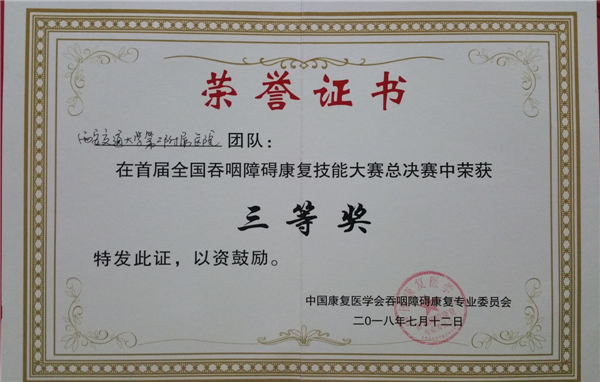 荣誉证书
西安交通大学第二附属医院 团队：
在首届全国吞咽障碍康复技能大赛总决赛中荣获
三等奖
特发此证，以资鼓励。
中国康复医学会吞咽障碍康复专业委员会
二〇一八年七月十二日